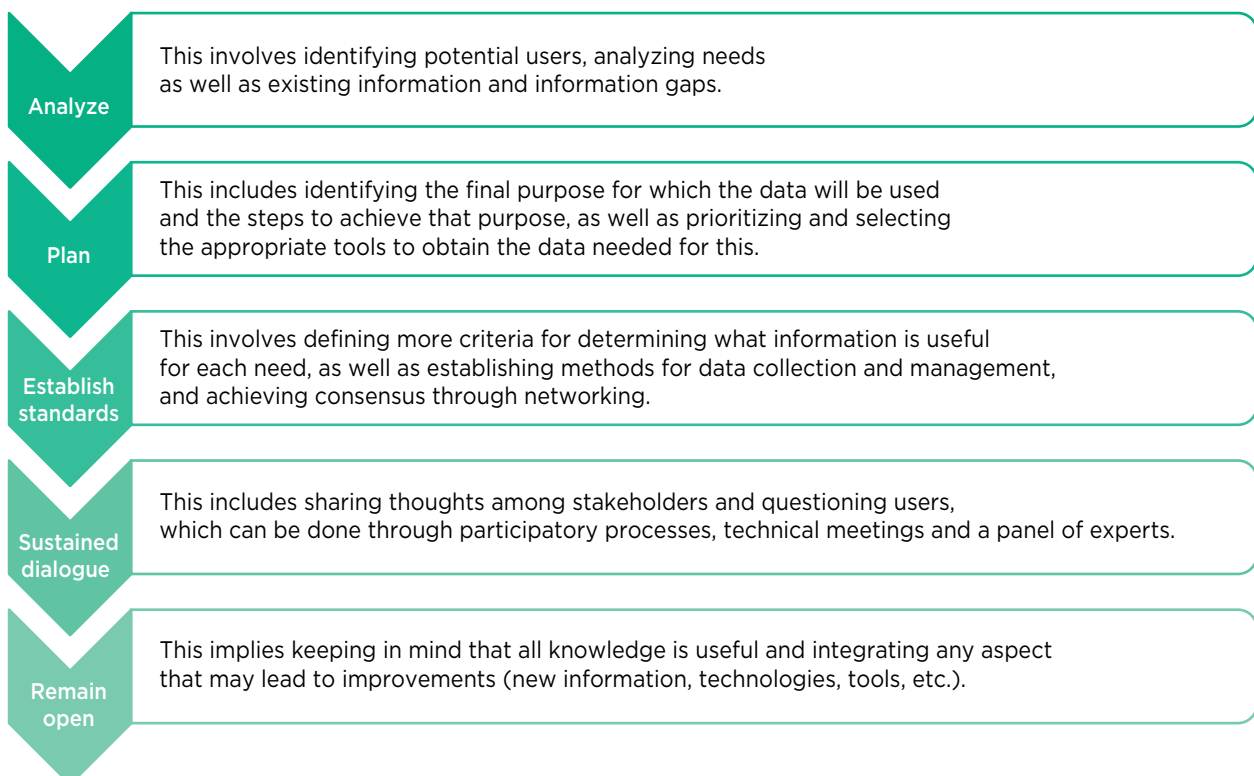 Analyze
This involves identifying potential users, analyzing needs
as well as existing information and information gaps.
Plan
This includes identifying the final purpose for which the data will be used
and the steps to achieve that purpose, as well as prioritizing and selecting
the appropriate tools to obtain the data needed for this.
Establish
standards
This involves defining more criteria for determining what information is useful
for each need, as well as establishing methods for data collection and management,
and achieving consensus through networking.
Sustained
dialogue
This includes sharing thoughts among stakeholders and questioning users,
which can be done through participatory processes, technical meetings and a panel of experts.
Remain
open
This implies keeping in mind that all knowledge is useful and integrating any aspect
that may lead to improvements (new information, technologies, tools, etc.).